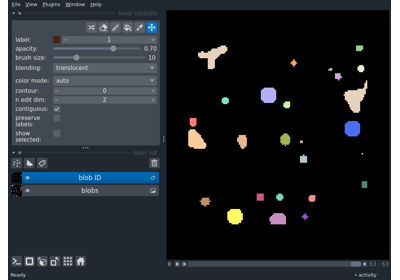 File View Plugins Window Help
layer controls
label: 1
opacity: 0.70
brush size: 10
blending: translucent
color mode: auto
contour: 0
n edit dim: 2
contiguous:
preserve
labels:
show
selected:
layer list
blob ID
blobs
0 63 63
Ready activity